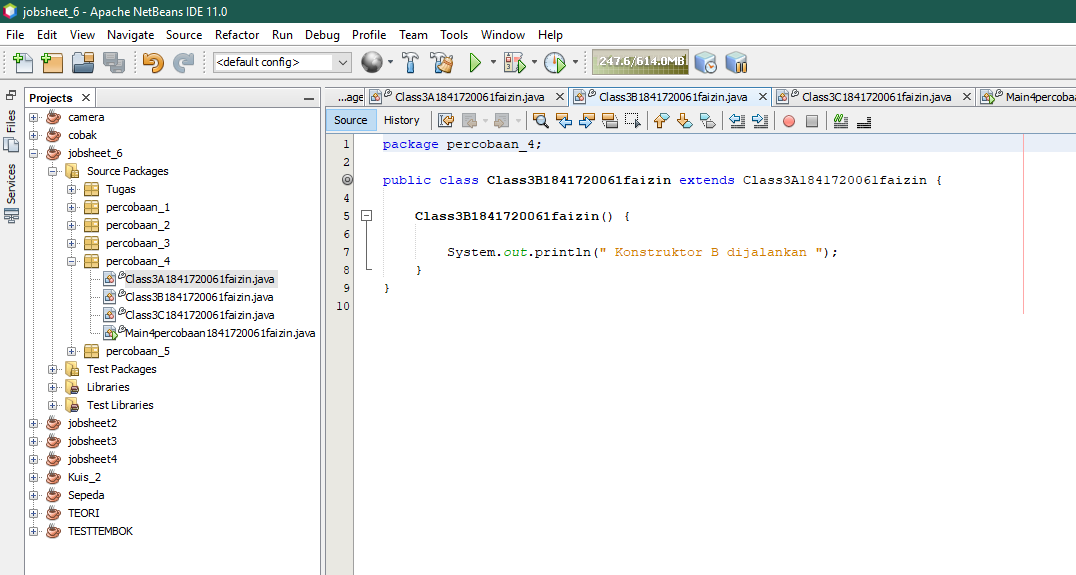 jobsheet_6 - Apache NetBeans IDE 11.0
File Edit View Navigate Source Refactor Run Debug Profile Team Tools Window Help
<default config> 247.6/614.0MB
Files
Services
Projects
camera
cobak
jobsheet_6
Source Packages
Tugas
percobaan_1
percobaan_2
percobaan_3
percobaan_4
Class3A1841720061faizin.java
Class3B1841720061faizin.java
Class3C1841720061faizin.java
Main4percobaan1841720061faizin.java
percobaan_5
Test Packages
Libraries
Test Libraries
jobsheet2
jobsheet3
jobsheet4
Kuis_2
Sepeda
TEORI
TESTTEMBOK
...age Class3A1841720061faizin.java Class3B1841720061faizin.java Class3C1841720061faizin.java Main4percoba
Source History
1 package percobaan_4;
2
public class Class3B1841720061faizin extends Class3A1841720061faizin {
4
5 Class3B1841720061faizin() {
6
7 System.out.println(" Konstruktor B dijalankan ");
8 }
9 }
10